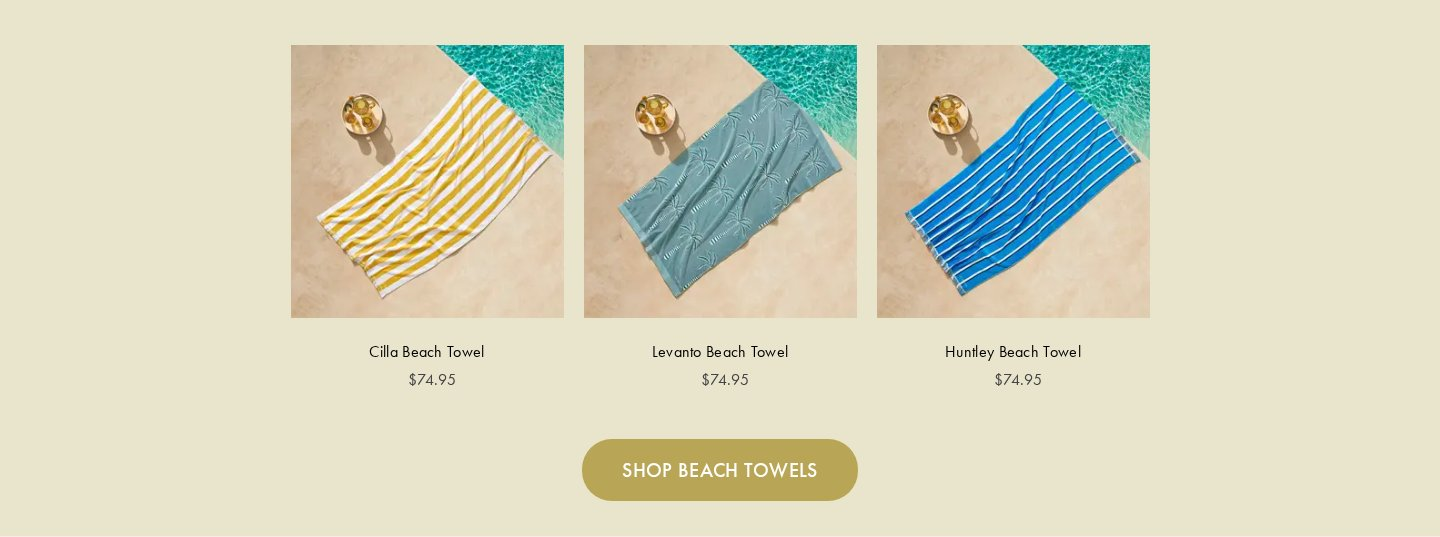 Cilla Beach Towel
$74.95
Levanto Beach Towel
$74.95
Huntley Beach Towel
$74.95
SHOP BEACH TOWELS